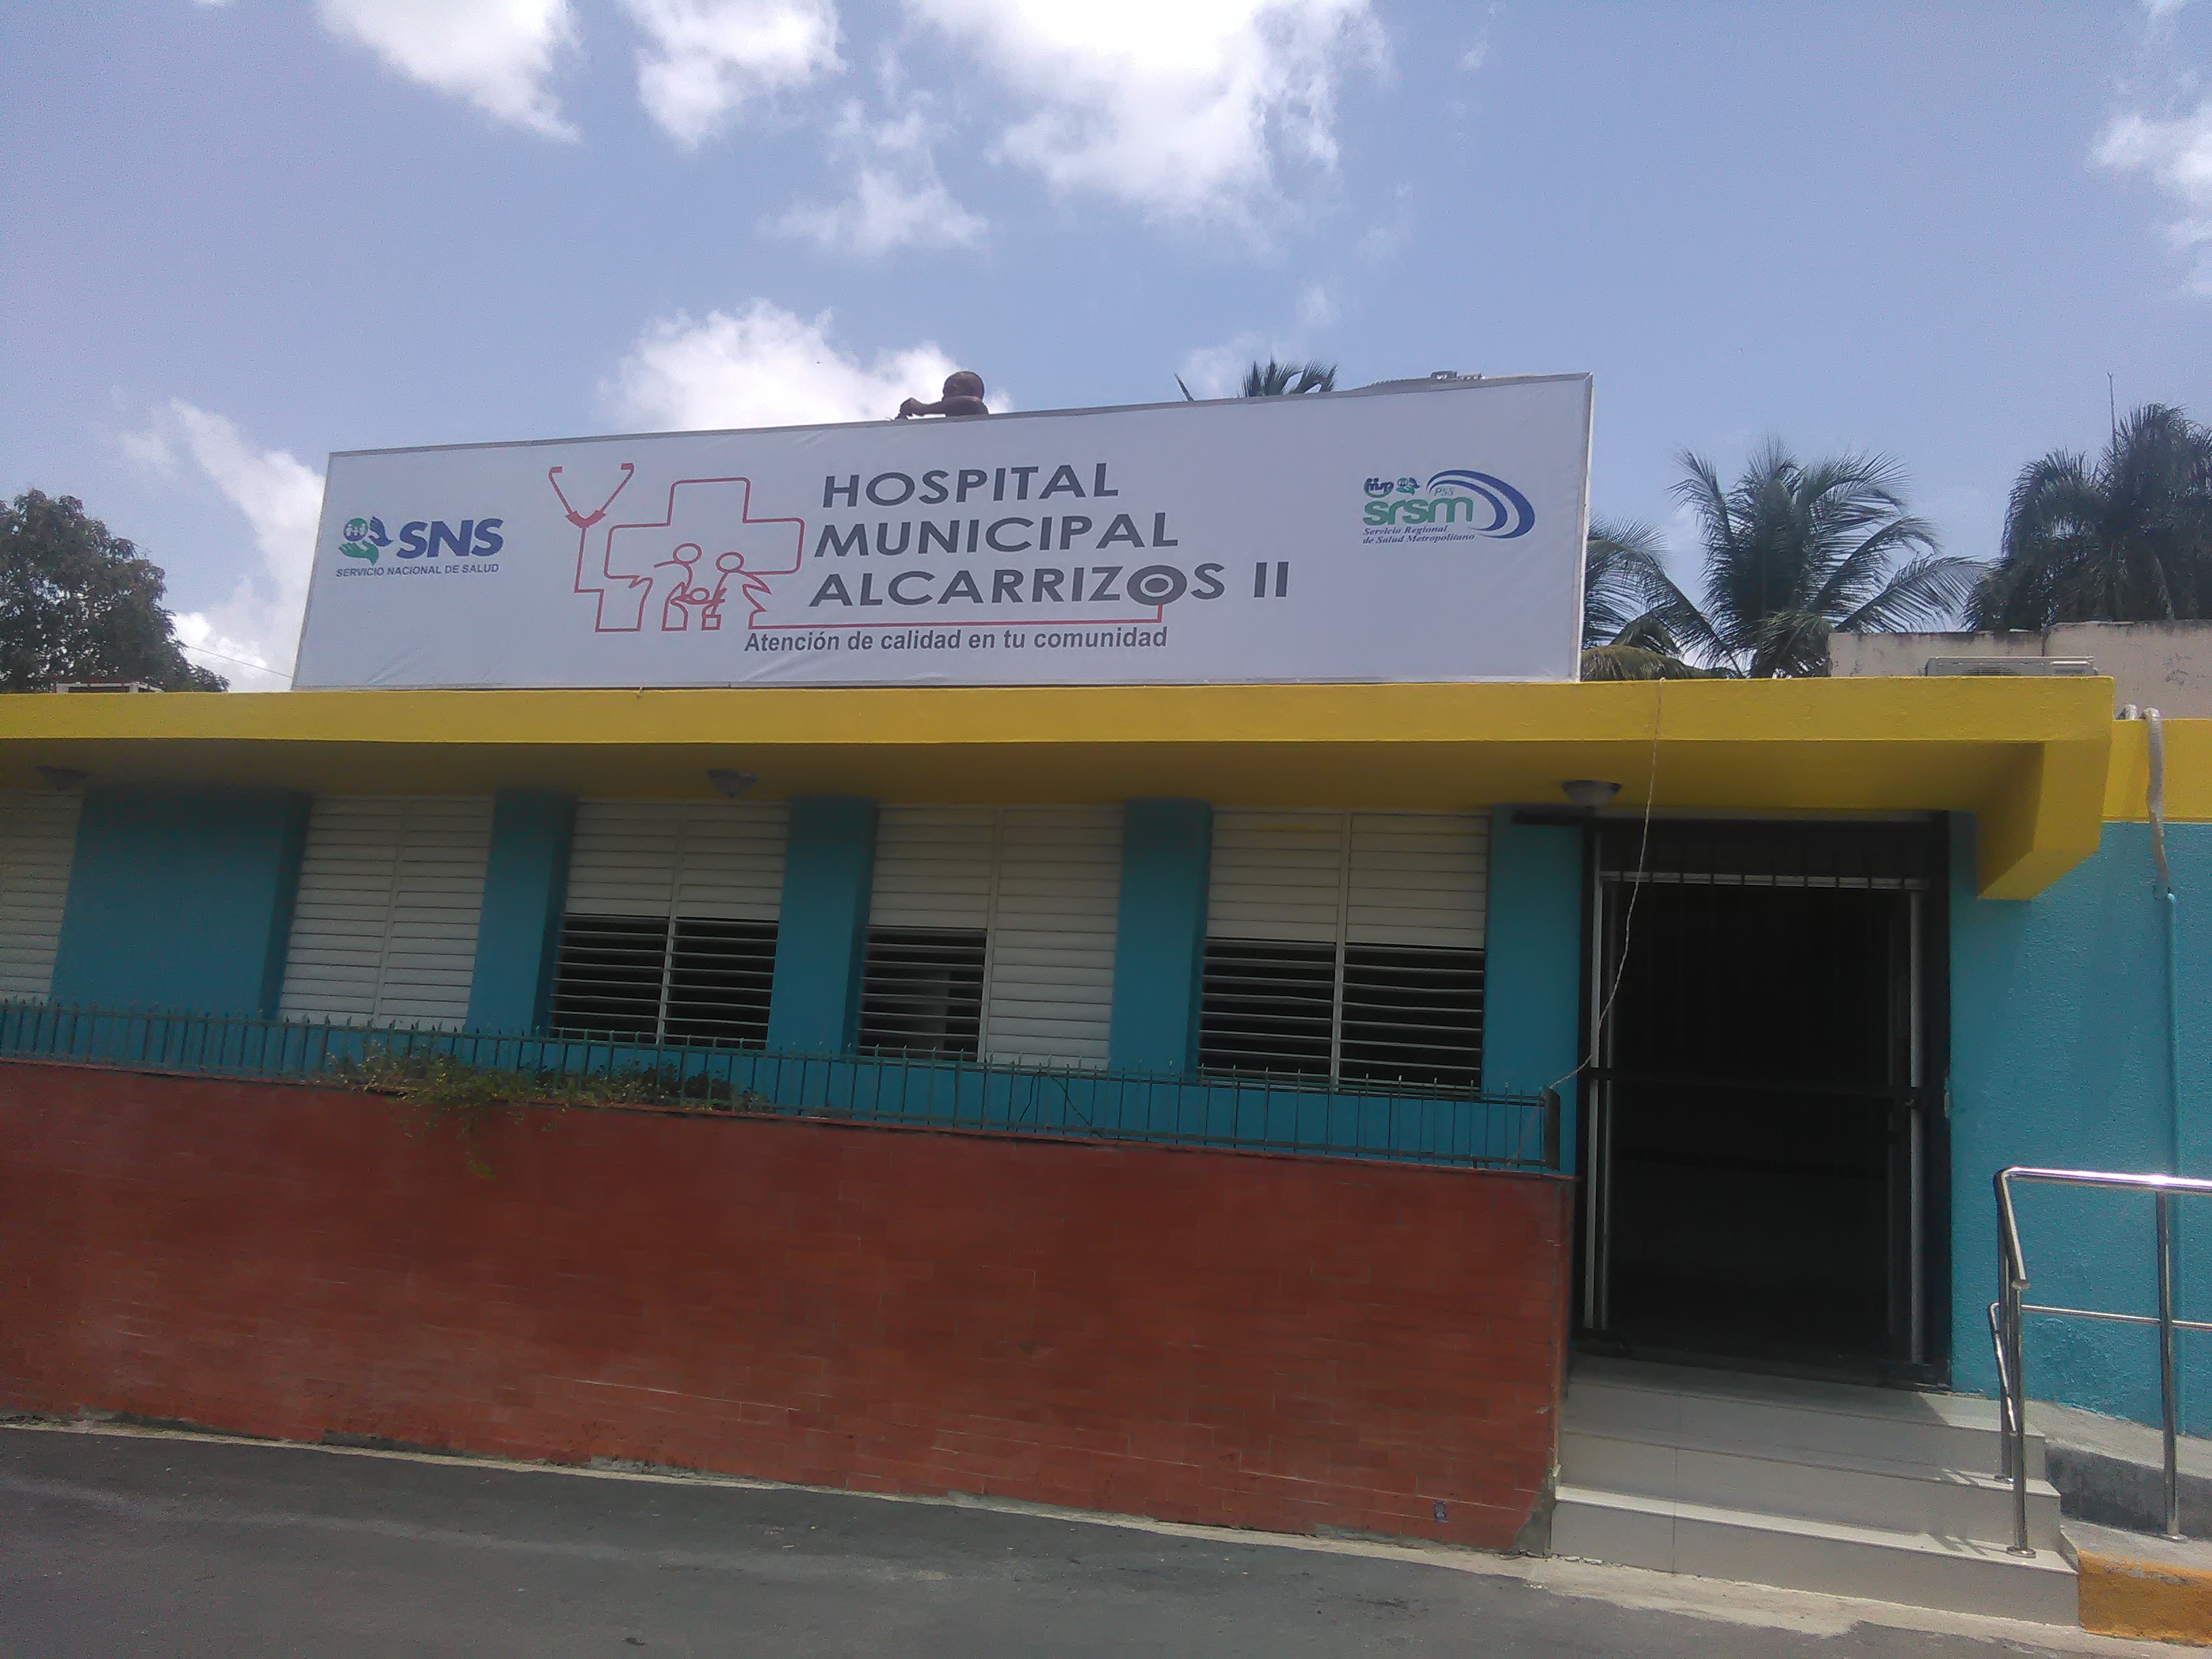 SNS
SERVICIO NACIONAL DE SALUD
HOSPITAL
MUNICIPAL
ALCARRIZOS II
Atención de calidad en tu comunidad
PSS
srsm
Servicio Regional
de Salud Metropolitano